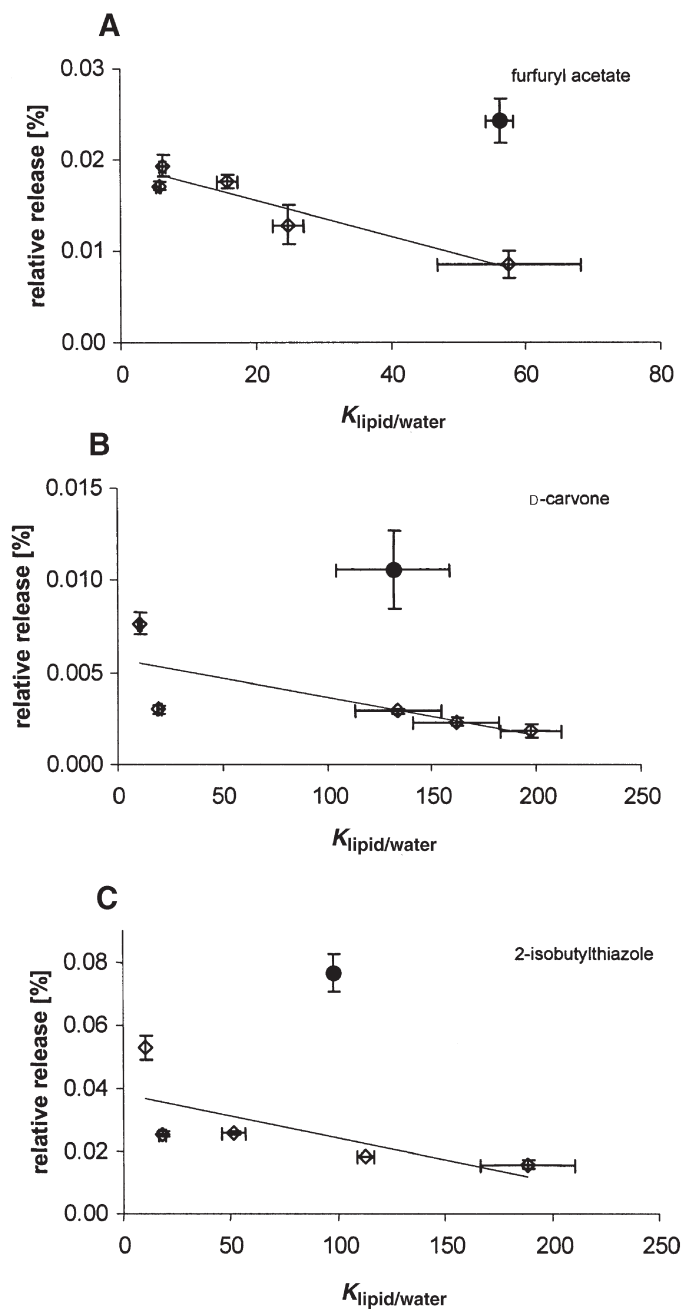 A
furfuryl acetate
relative release [%]
0.03
0.02
0.01
0.00
0 20 40 60 80
Klipid/water
B
D-carvone
relative release [%]
0.015
0.010
0.005
0.000
0 50 100 150 200 250
Klipid/water
C
2-isobutylthiazole
relative release [%]
0.08
0.06
0.04
0.02
0.00
0 50 100 150 200 250
Klipid/water